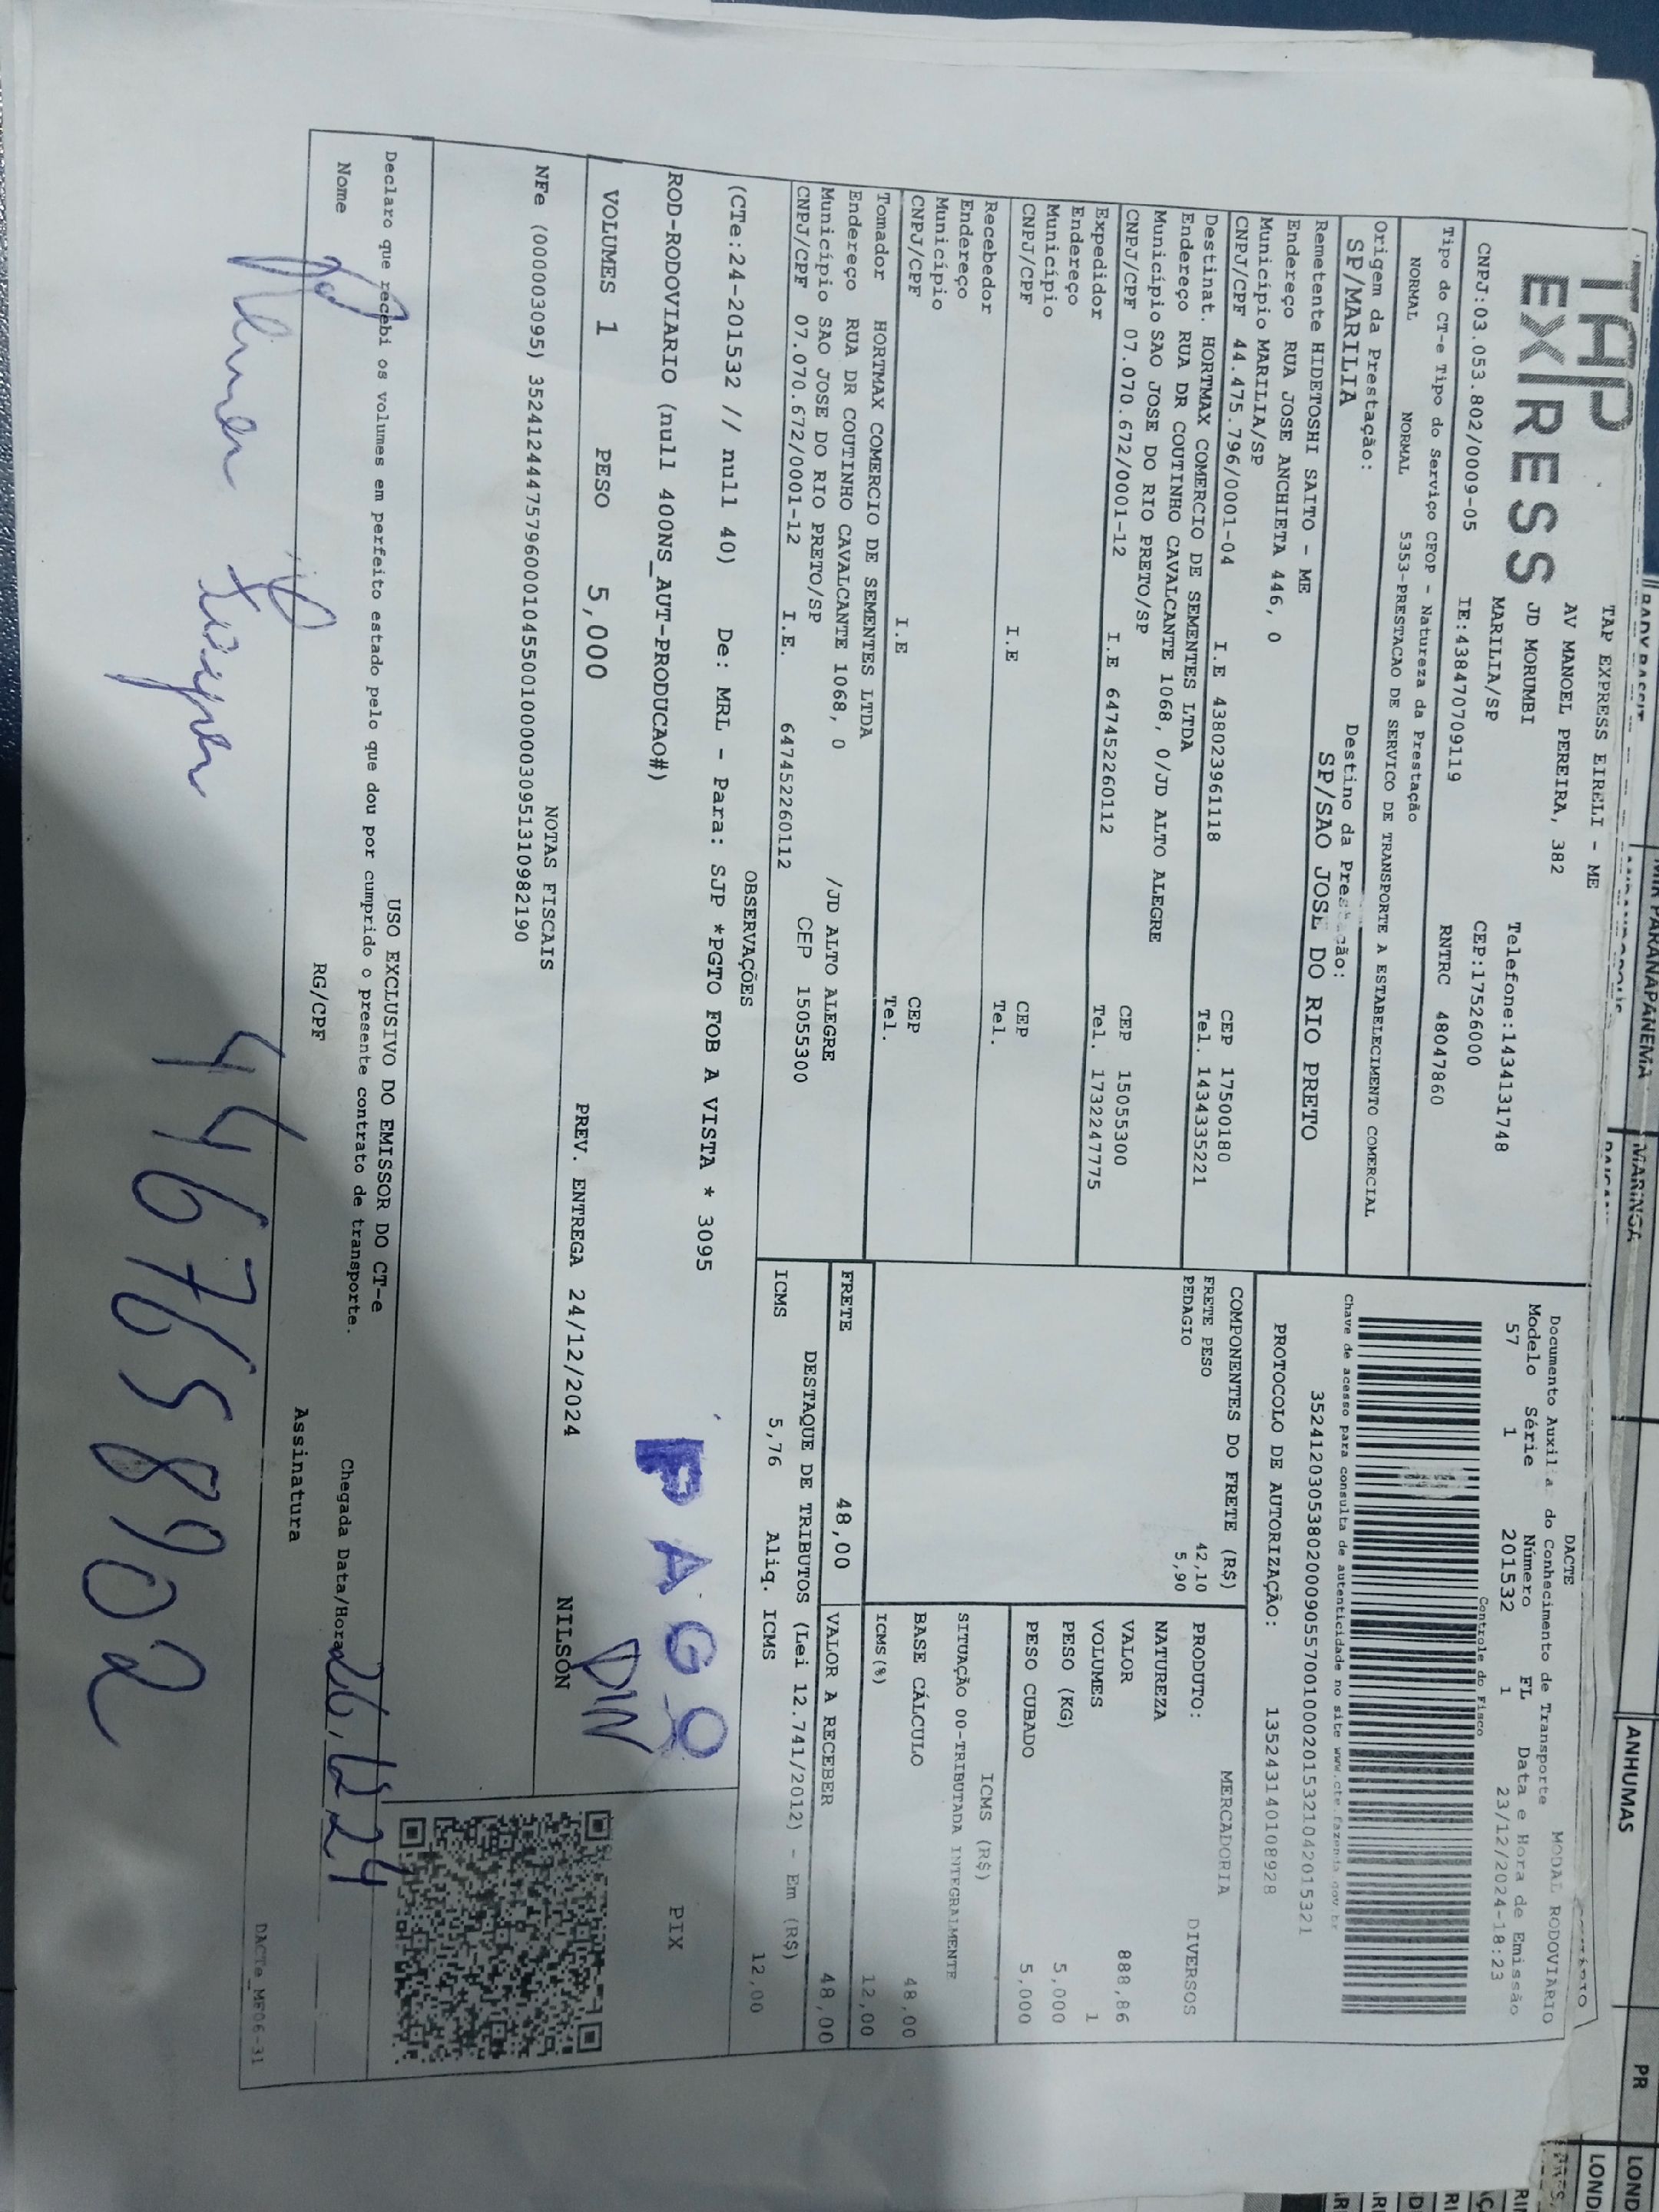 TAP
EXPRESS
TAP EXPRESS EIRELI - ME
AV MANOEL PEREIRA, 382
JD MORUMBI
MARILIA/SP
Telefone:1434131748
CEP:17526000
CNPJ:03.053.802/0009-05 IE:438470709119 RNTRC 48047860
Tipo do CT-e Tipo do Serviço CFOP - Natureza da Prestação
NORMAL NORMAL 5353-PRESTACAO DE SERVICO DE TRANSPORTE A ESTABELECIMENTO COMERCIAL
Origem da Prestação: Destino da Prestação:
SP/MARILIA SP/SAO JOSE DO RIO PRETO
DACTE
Documento Auxiliar do Conhecimento de Transporte MODAL RODOVIARIO
Modelo Série Número FL Data e Hora de Emissão
57 1 201532 1 23/12/2024-18:23
Controle do Fisco
Chave de acesso para consulta de autenticidade no site www.cte.fazenda.gov.br
35241203053802000905570010002015321042015321
PROTOCOLO DE AUTORIZAÇÃO: 135243140108928
Remetente HIDETOSHI SAITO - ME
Endereço RUA JOSE ANCHIETA 446, 0
Município MARILIA/SP CEP 17500180
CNPJ/CPF 44.475.796/0001-04 I.E 438023961118 Tel. 1434335221
Destinat. HORTMAX COMERCIO DE SEMENTES LTDA
Endereço RUA DR COUTINHO CAVALCANTE 1068, 0/JD ALTO ALEGRE
Município SAO JOSE DO RIO PRETO/SP CEP 15055300
CNPJ/CPF 07.070.672/0001-12 I.E 647452260112 Tel. 1732247775
Expedidor
Endereço
Município CEP
CNPJ/CPF I.E Tel.
Recebedor
Endereço
Município CEP
CNPJ/CPF I.E Tel.
Tomador HORTMAX COMERCIO DE SEMENTES LTDA
Endereço RUA DR COUTINHO CAVALCANTE 1068, 0 /JD ALTO ALEGRE
Município SAO JOSE DO RIO PRETO/SP CEP 15055300
CNPJ/CPF 07.070.672/0001-12 I.E. 647452260112
COMPONENTES DO FRETE (R$)
FRETE PESO 42,10
PEDAGIO 5,90
MERCADORIA
PRODUTO: DIVERSOS
NATUREZA
VALOR 888,86
VOLUMES 1
PESO (KG) 5,000
PESO CUBADO 5,000
ICMS (R$)
SITUAÇÃO 00-TRIBUTADA INTEGRALMENTE
BASE CÁLCULO 48,00
ICMS(%) 12,00
FRETE 48,00 VALOR A RECEBER 48,00
DESTAQUE DE TRIBUTOS (Lei 12.741/2012) - Em (R$)
ICMS 5,76 Aliq. ICMS 12,00
OBSERVAÇÕES
(CTe:24-201532 // null 40) De: MRL - Para: SJP *PGTO FOB A VISTA * 3095
ROD-RODOVIARIO (null 400NS_AUT-PRODUCAO#)
PAGO
DIN
PIX
VOLUMES 1 PESO 5,000 PREV. ENTREGA 24/12/2024 NILSON
NOTAS FISCAIS
NFe (000003095) 35241244475796000104550010000030951310982190
USO EXCLUSIVO DO EMISSOR DO CT-e
Declaro que recebi os volumes em perfeito estado pelo que dou por cumprido o presente contrato de transporte.
Chegada Data/Hora 26,12,24
Nome RG/CPF Assinatura
4467658902
DACTe_MF06-31
MARINGA
ANHUMAS
PR